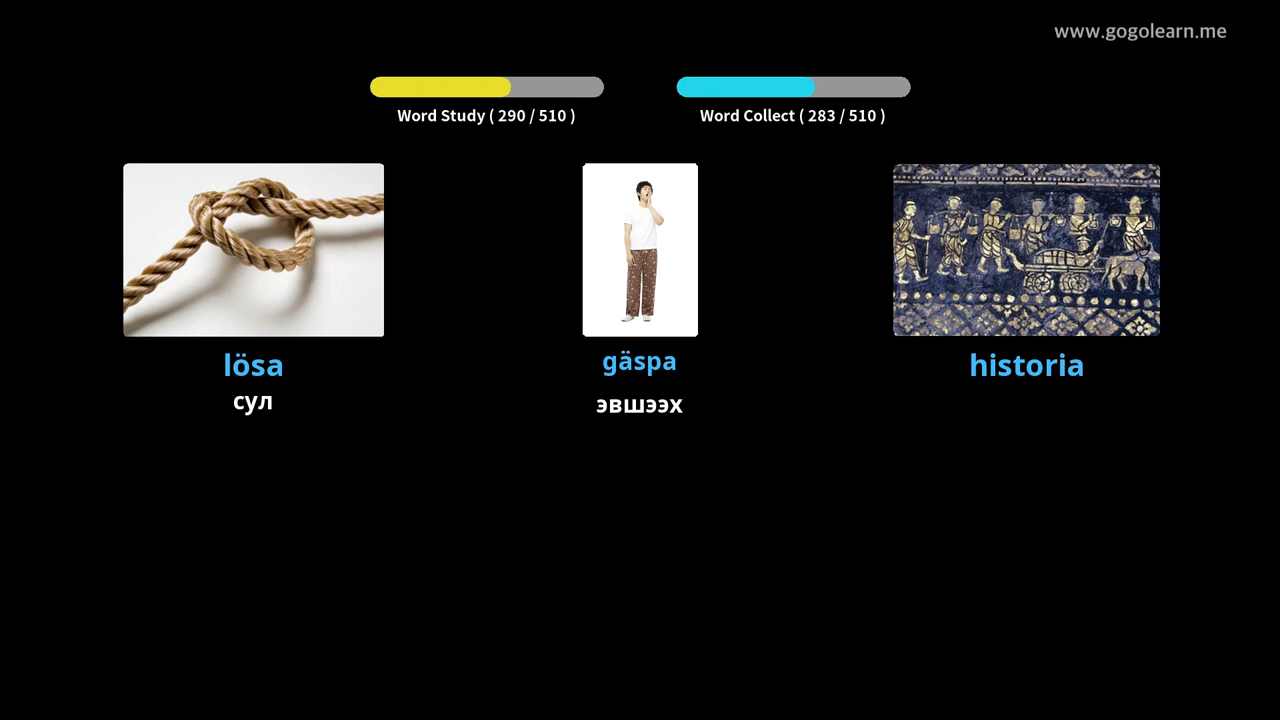 www.gogolearn.me
Word Study ( 290 / 510 )
Word Collect ( 283 / 510 )
lösa
сул
gäspa
эвшээх
historia